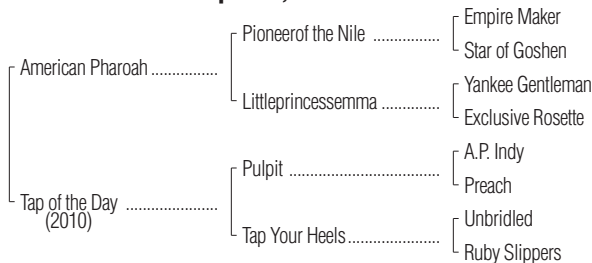 Empire Maker
Pioneerof the Nile ................
Star of Goshen
American Pharoah ................
Yankee Gentleman
Littleprincessemma ..............
Exclusive Rosette
A.P. Indy
Pulpit ....................................
Preach
Tap of the Day ......................
(2010)
Unbridled
Tap Your Heels......................
Ruby Slippers